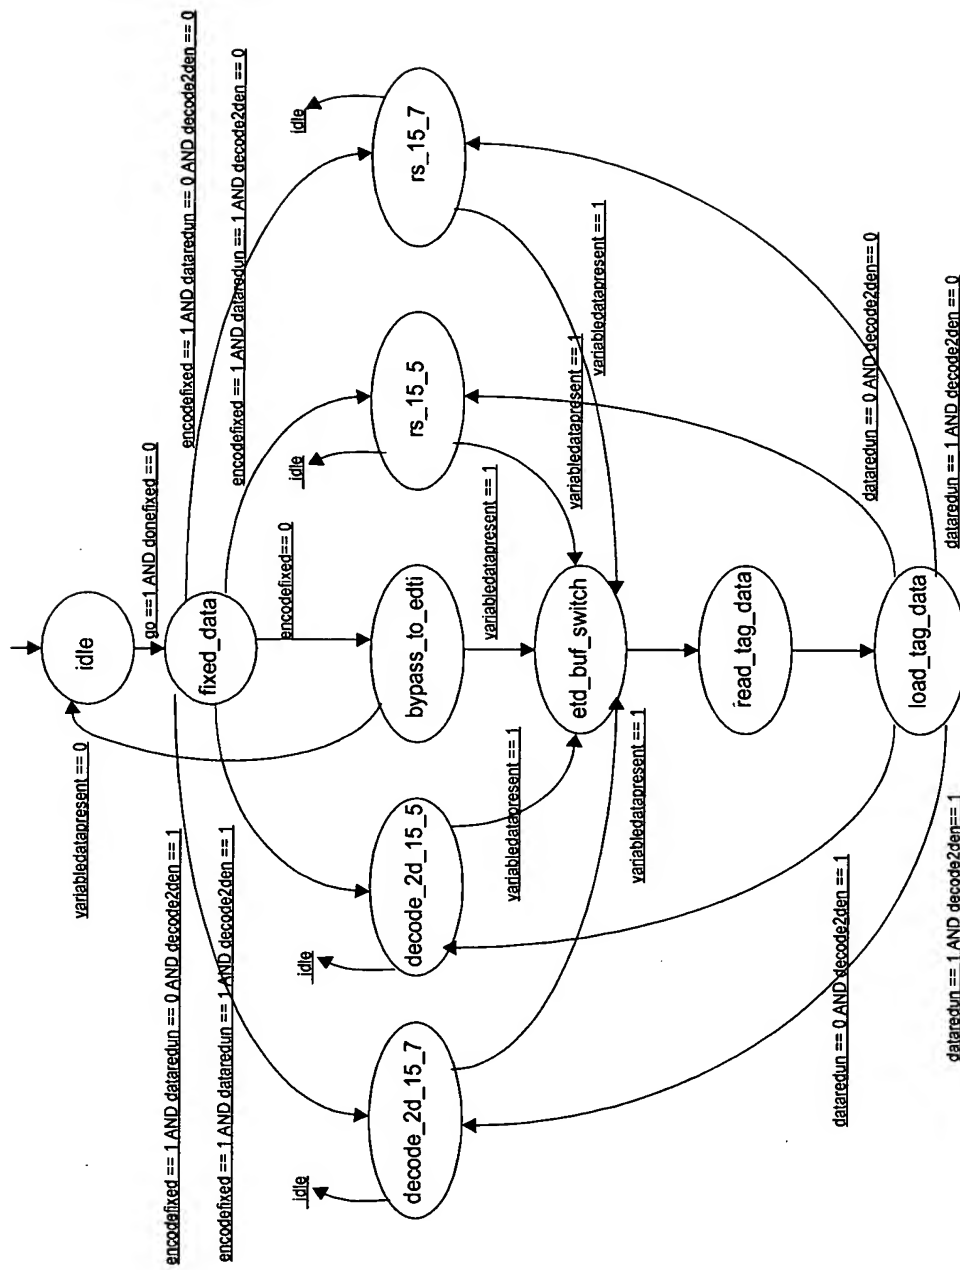 encodefixed == 1 AND dataredun == 0 AND decode2den == 0
encodefixed == 1 AND dataredun == 1 AND decode2den == 0
idle
rs_15_7
variabledatapresent == 1
dataredun == 0 AND decode2den== 0
dataredun == 1 AND decode2den == 0
idle
rs_15_5
variabledatapresent == 1
idle
go ==1 AND donefixed == 0
fixed_data
encodefixed== 0
bypass_to_edti
variabledatapresent == 1
etd_buf_switch
read_tag_data
load_tag_data
variabledatapresent == 0
idle
decode_2d_15_5
variabledatapresent == 1
variabledatapresent == 1
encodefixed == 1 AND dataredun == 0 AND decode2den == 1
encodefixed == 1 AND dataredun == 1 AND decode2den == 1
idle
decode_2d_15_7
dataredun == 0 AND decode2den == 1
dataredun == 1 AND decode2den== 1